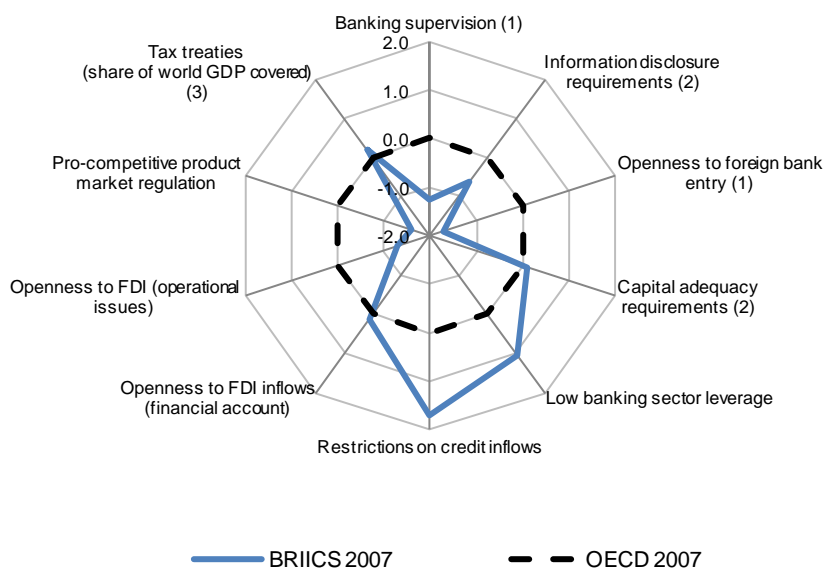 Banking supervision (1)
2.0
Tax treaties
(share of world GDP covered)
(3)
Information disclosure
requirements (2)
1.0
0.0
Pro-competitive product
market regulation
Openness to foreign bank
entry (1)
-1.0
-2.0
Openness to FDI (operational
issues)
Capital adequacy
requirements (2)
Openness to FDI inflows
(financial account)
Low banking sector leverage
Restrictions on credit inflows
BRIICS 2007
OECD 2007